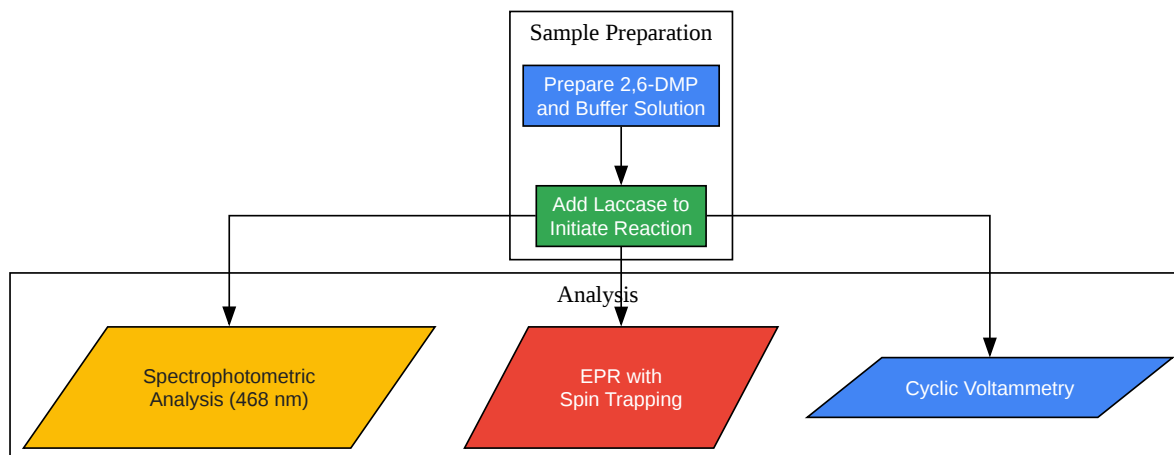 Sample Preparation
Prepare 2,6-DMP
and Buffer Solution
Add Laccase to
Initiate Reaction
Analysis
Spectrophotometric
Analysis (468 nm)
EPR with
Spin Trapping
Cyclic Voltammetry